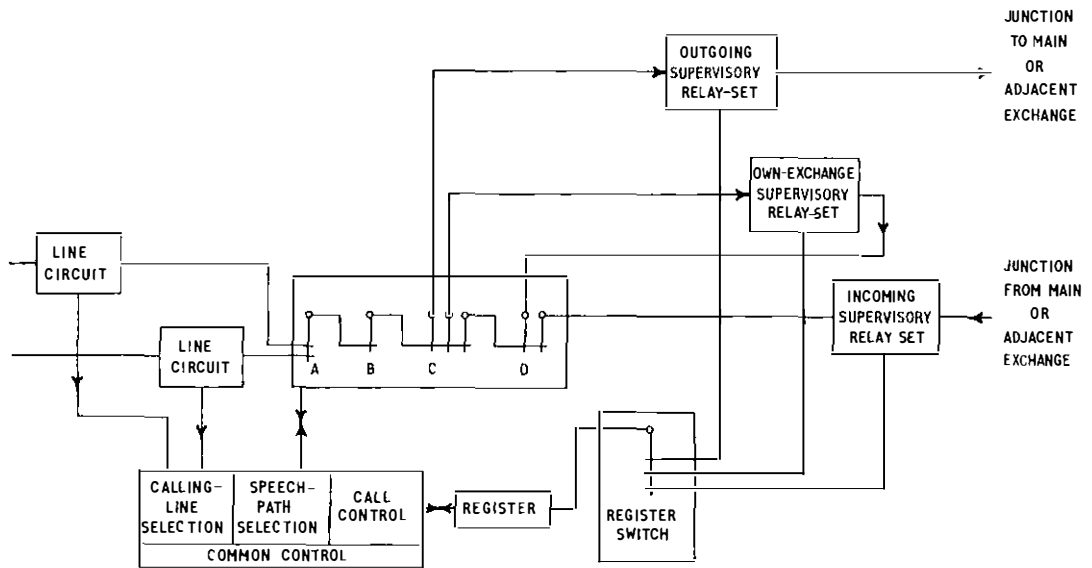 JUNCTION
TO MAIN
OR
ADJACENT
EXCHANGE
OUTGOING
SUPERVISORY
RELAY-SET
OWN-EXCHANGE
SUPERVISORY
RELAY-SET
LINE
CIRCUIT
JUNCTION
FROM MAIN
OR
ADJACENT
EXCHANGE
INCOMING
SUPERVISORY
RELAY SET
LINE
CIRCUIT
A B C D
CALLING-
LINE
SELECTION
SPEECH-
PATH
SELECTION
CALL
CONTROL
COMMON CONTROL
REGISTER
REGISTER
SWITCH